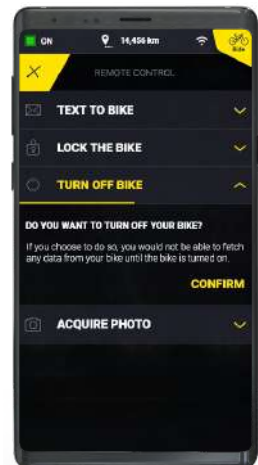 ON
14,456 km
Ride
REMOTE CONTROL
TEXT TO BIKE
LOCK THE BIKE
TURN OFF BIKE
DO YOU WANT TO TURN OFF YOUR BIKE?
If you choose to do so, you would not be able to fetch
any data from your bike until the bike is turned on.
CONFIRM
ACQUIRE PHOTO